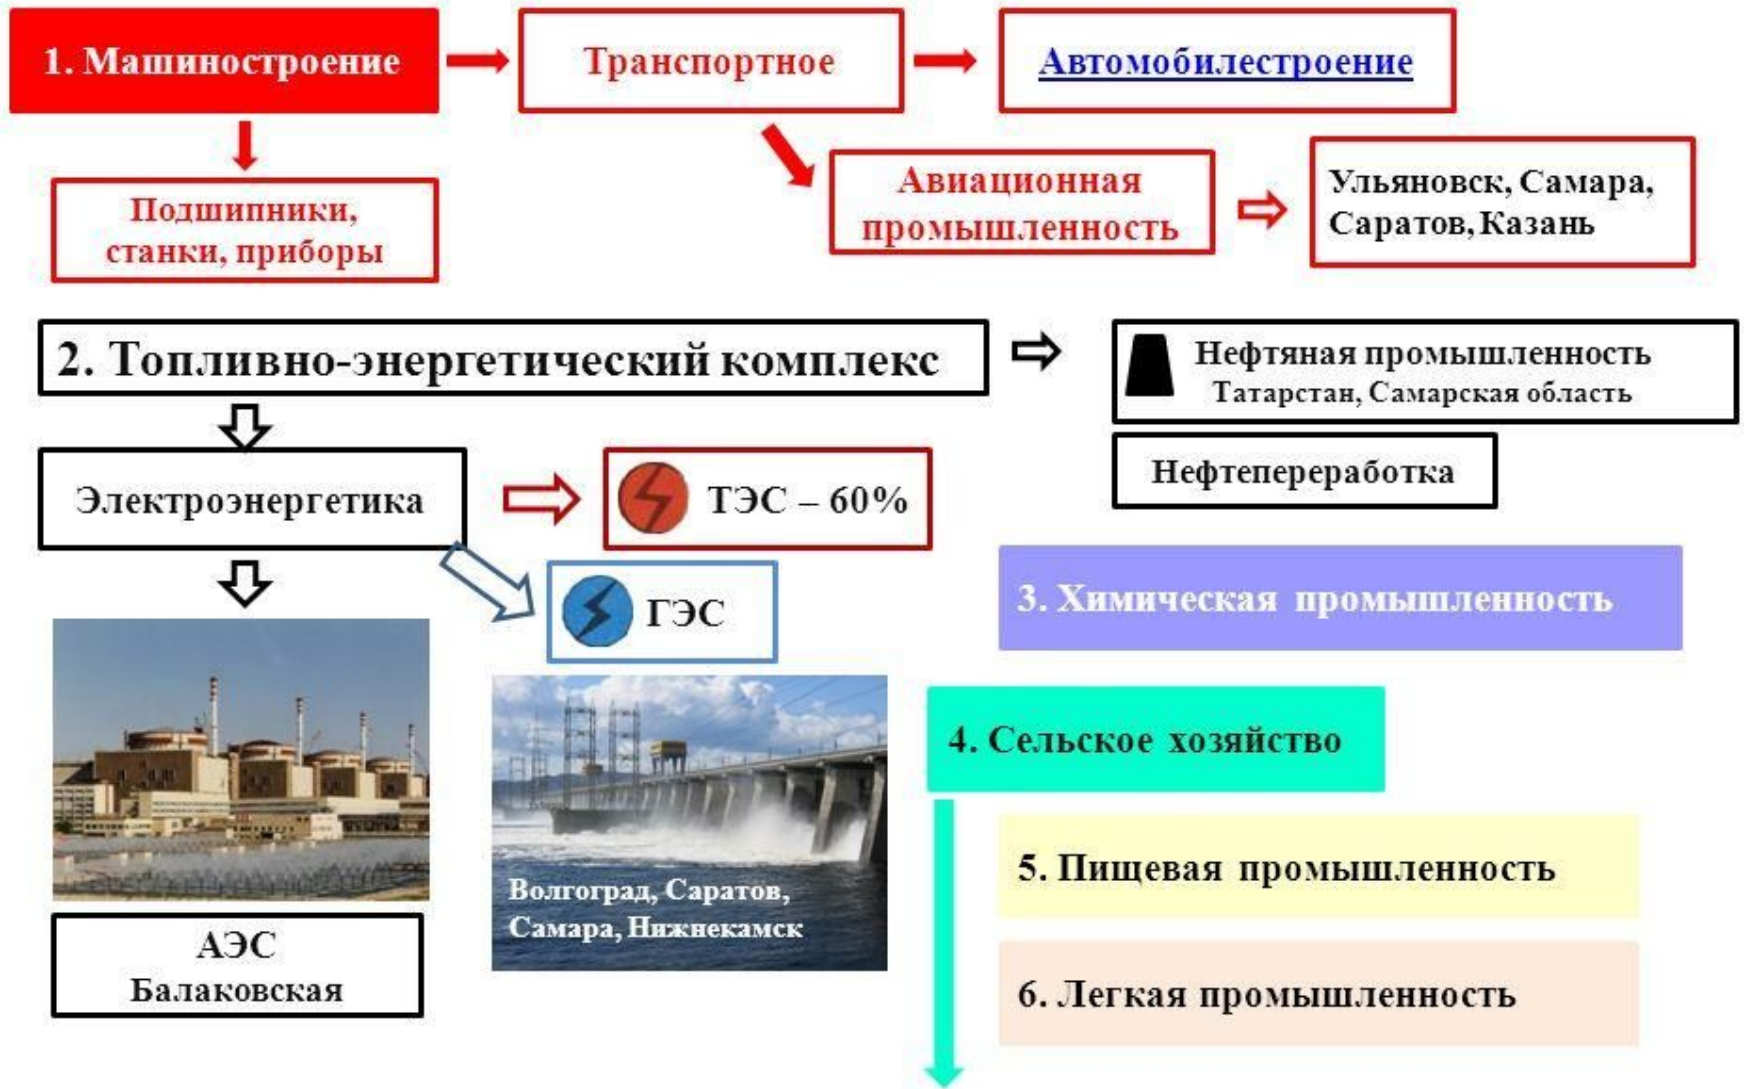 1. Машиностроение
Транспортное
Автомобилестроение
Подшипники,
станки, приборы
Авиационная
промышленность
Ульяновск, Самара,
Саратов, Казань
2. Топливно-энергетический комплекс
Нефтяная промышленность
Татарстан, Самарская область
Нефтепереработка
Электроэнергетика
ТЭС – 60%
ГЭС
3. Химическая промышленность
4. Сельское хозяйство
5. Пищевая промышленность
Волгоград, Саратов,
Самара, Нижнекамск
АЭС
Балаковская
6. Легкая промышленность